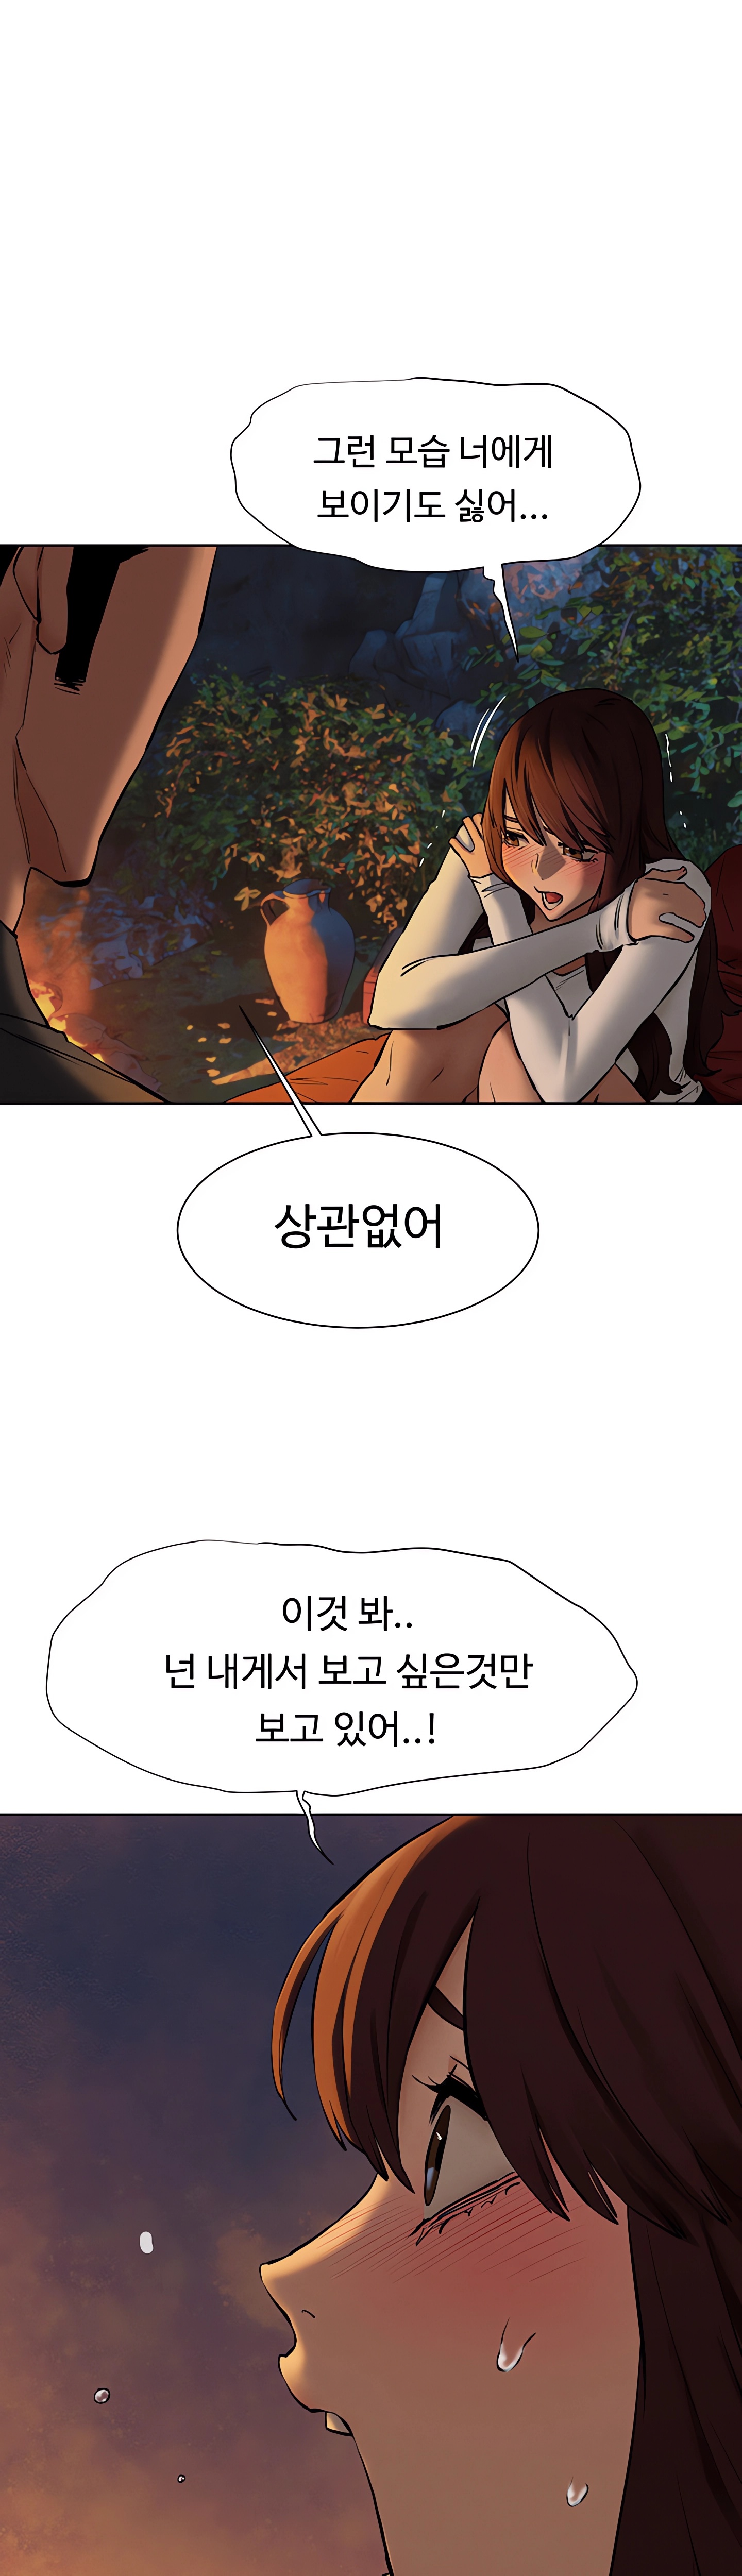 그런 모습 너에게
보이기도 싫어...
상관없어
이것 봐..
넌 내게서 보고 싶은것만
보고 있어..!